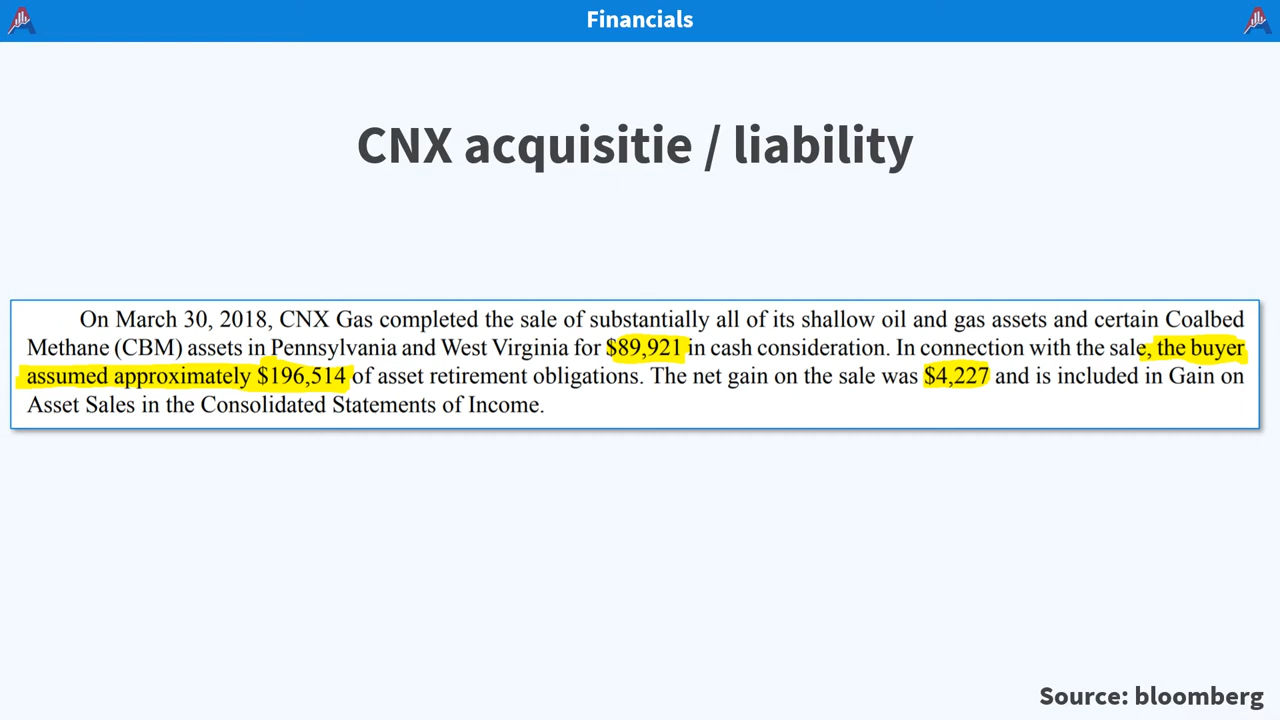 Financials
CNX acquisitie / liability
On March 30, 2018, CNX Gas completed the sale of substantially all of its shallow oil and gas assets and certain Coalbed
Methane (CBM) assets in Pennsylvania and West Virginia for $89,921 in cash consideration. In connection with the sale, the buyer
assumed approximately $196,514 of asset retirement obligations. The net gain on the sale was $4,227 and is included in Gain on
Asset Sales in the Consolidated Statements of Income.
Source: bloomberg